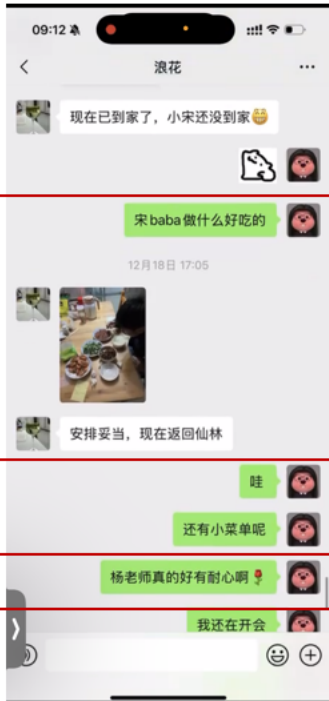 09:12
浪花
现在已到家了，小宋还没到家😁
宋baba做什么好吃的
12月18日 17:05
安排妥当，现在返回仙林
哇
还有小菜单呢
杨老师真的好有耐心啊🌹
我还在开会